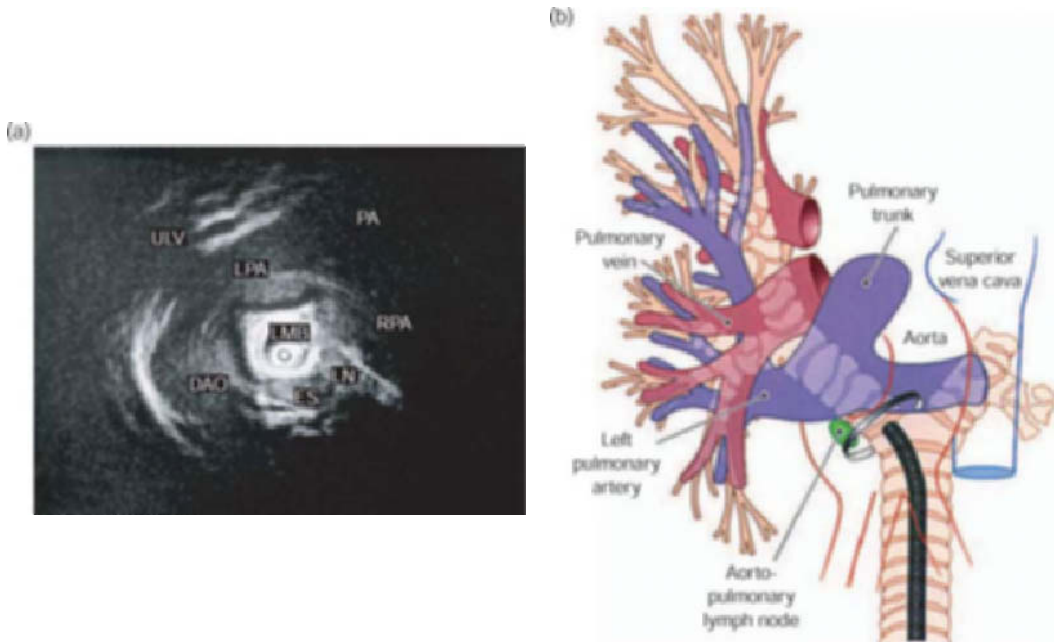 (a)
ULV
PA
LPA
RPA
LMB
DAO
LN
ES
(b)
Pulmonary
trunk
Pulmonary
vein
Superior
vena cava
Aorta
Left
pulmonary
artery
Aorto-
pulmonary
lymph node